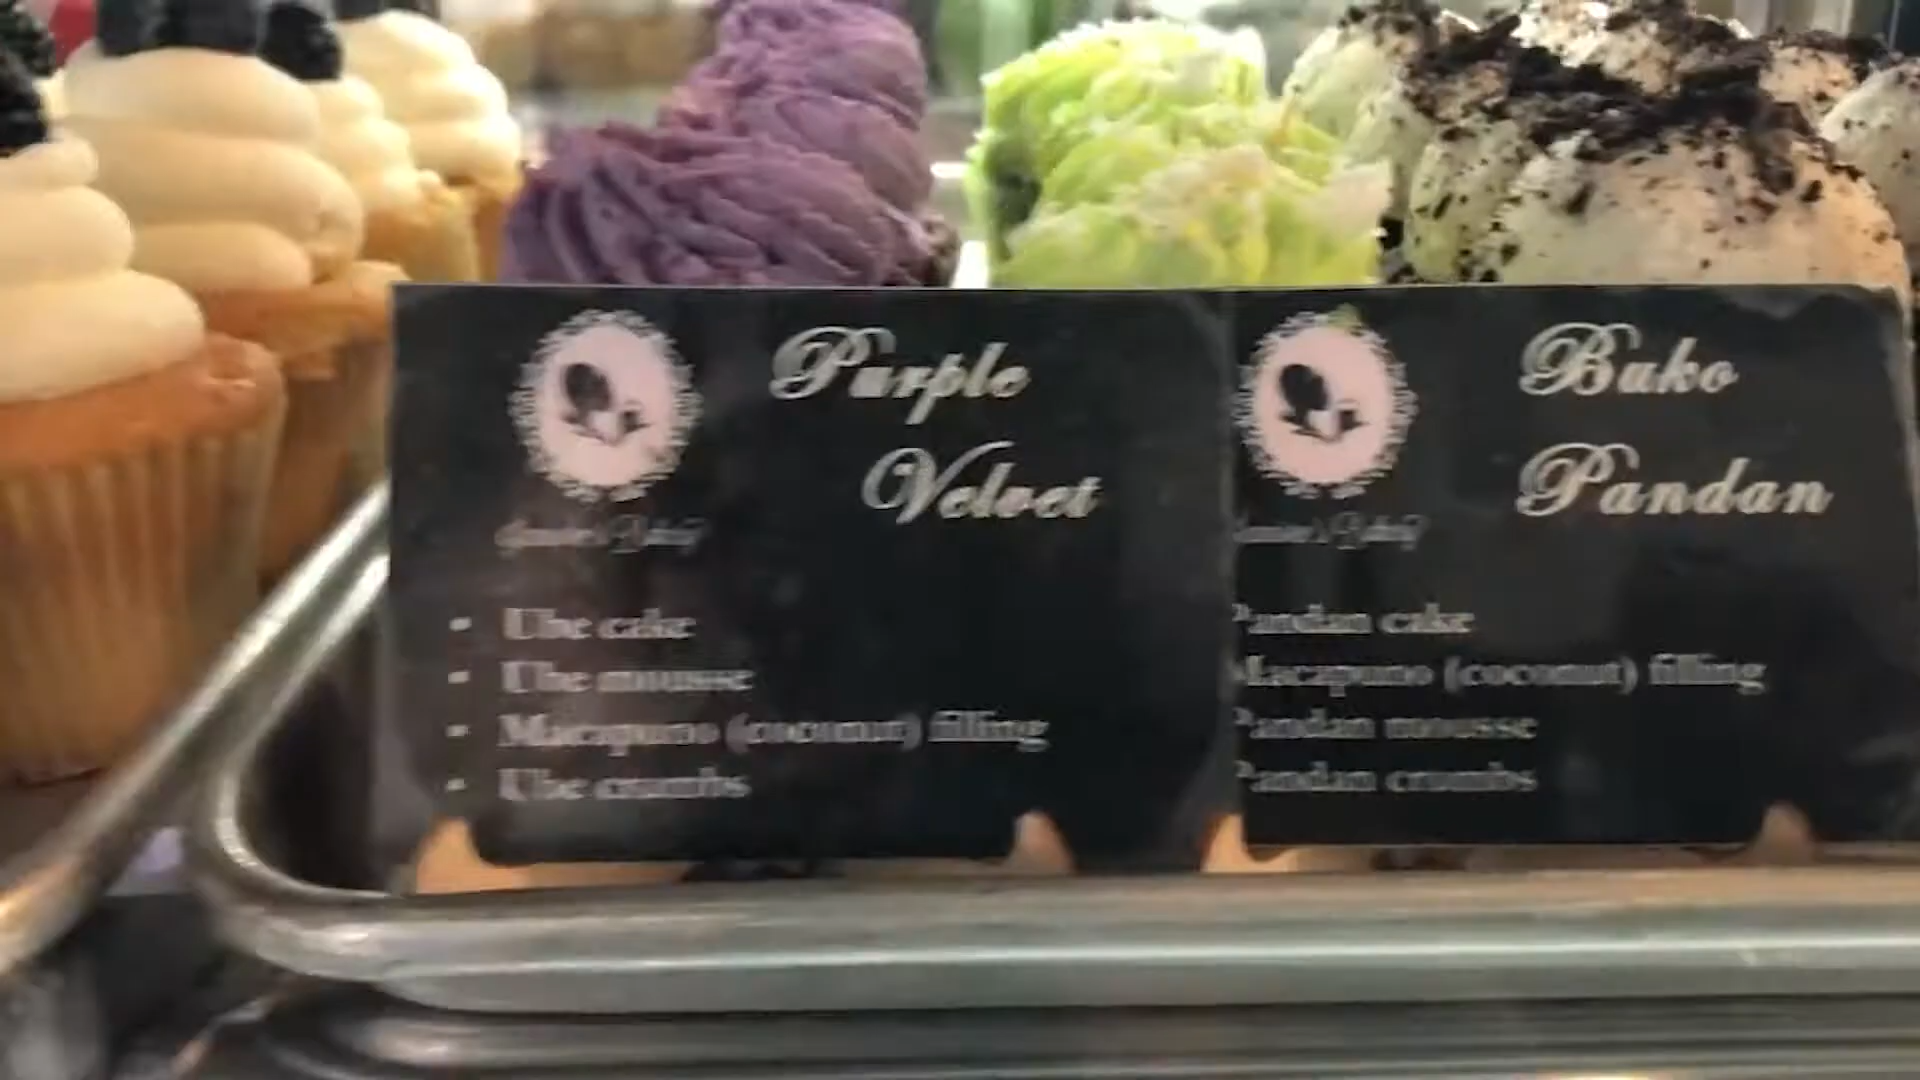 Purple
Velvet
• Ube cake
• Ube mousse
• Macapuno (coconut) filling
• Ube crumbs
Buko
Pandan
Pandan cake
Macapuno (coconut) filling
Pandan mousse
Pandan crumbs